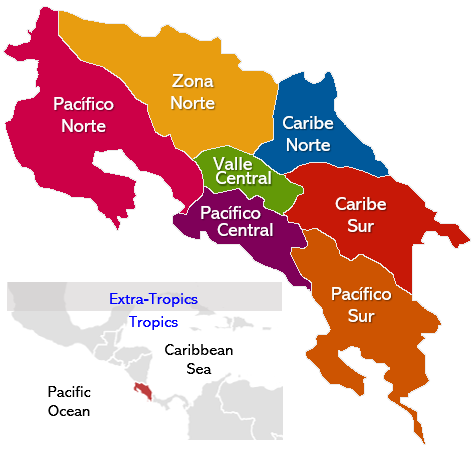 Zona
Norte
Pacífico
Norte
Caribe
Norte
Valle
Central
Caribe
Sur
Pacífico
Central
Pacífico
Sur
Extra-Tropics
Tropics
Caribbean
Sea
Pacific
Ocean